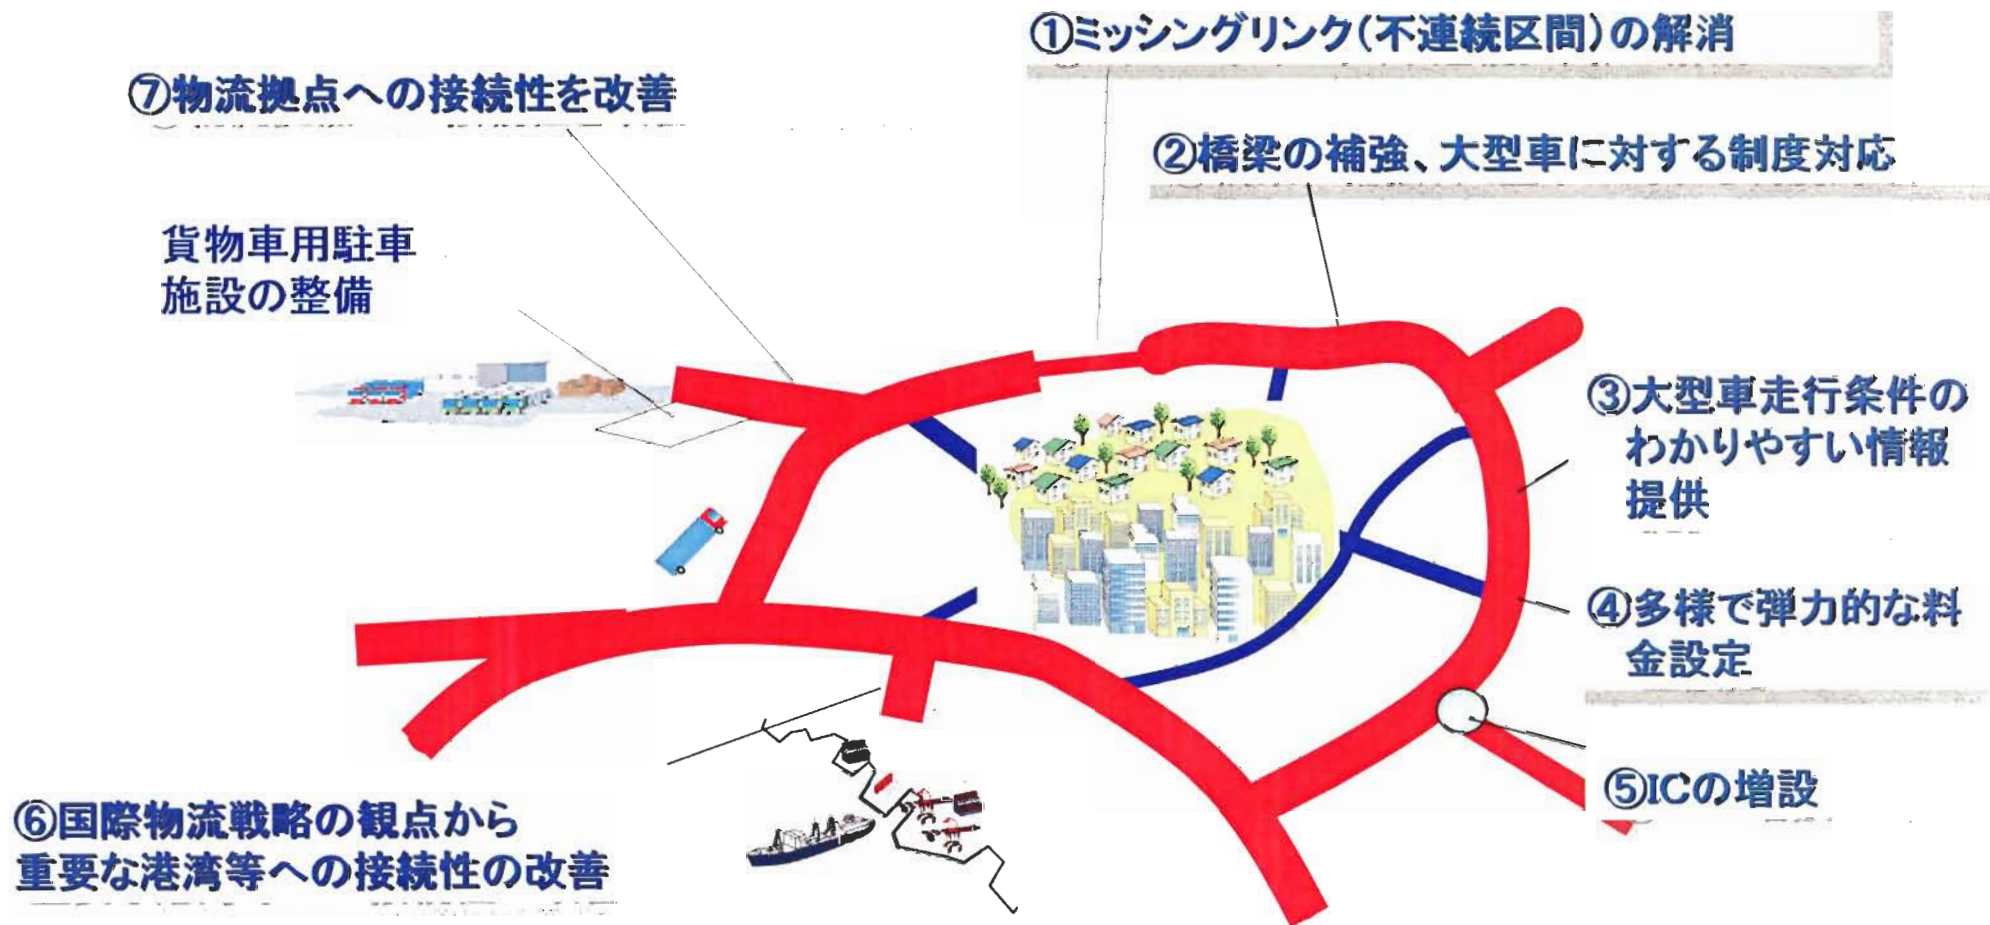 ①ミッシングリンク(不連続区間)の解消
⑦物流拠点への接続性を改善
②橋梁の補強、大型車に対する制度対応
貨物車用駐車
施設の整備
③大型車走行条件の
わかりやすい情報
提供
④多様で弾力的な料
金設定
⑤ICの増設
⑥国際物流戦略の観点から
重要な港湾等への接続性の改善